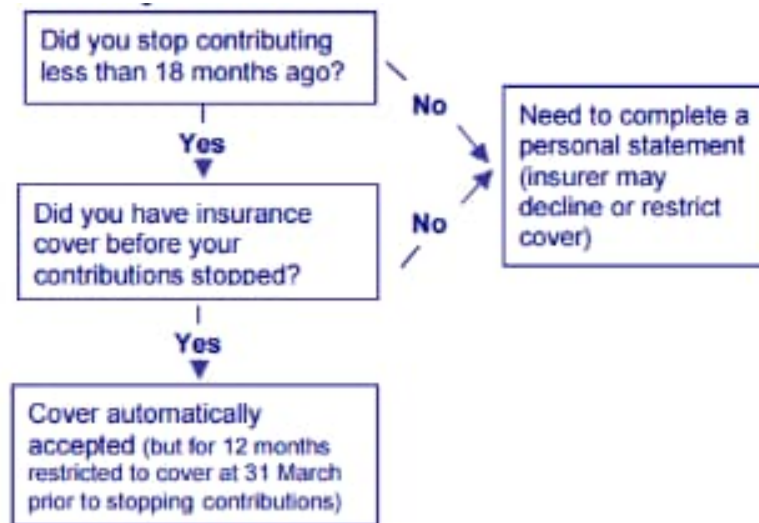 Did you stop contributing
less than 18 months ago?
No
Yes
Need to complete a
personal statement
(insurer may
decline or restrict
cover)
Did you have insurance
cover before your
contributions stopped?
No
Yes
Cover automatically
accepted (but for 12 months
restricted to cover at 31 March
prior to stopping contributions)